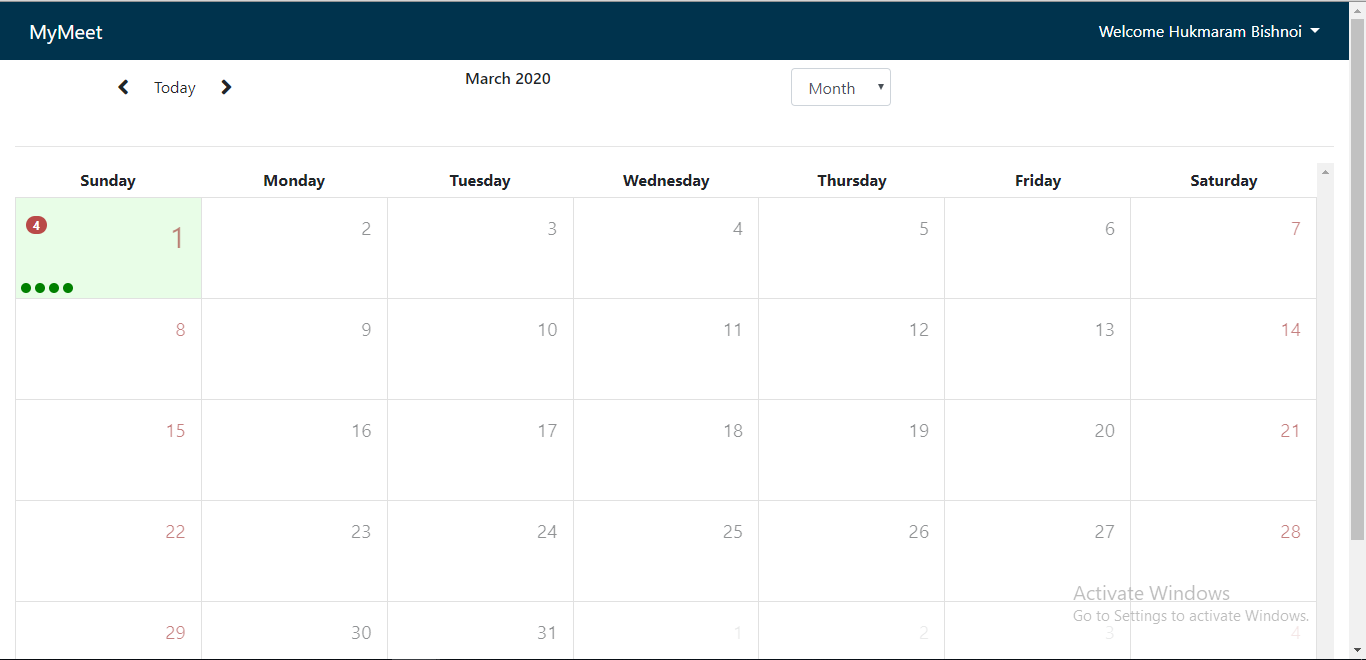 MyMeet
Welcome Hukmaram Bishnoi
Today
March 2020
Month
Sunday Monday Tuesday Wednesday Thursday Friday Saturday
4 1 2 3 4 5 6 7
8 9 10 11 12 13 14
15 16 17 18 19 20 21
22 23 24 25 26 27 28
Activate Windows
Go to Settings to activate Windows.
29 30 31 1 2 3 4